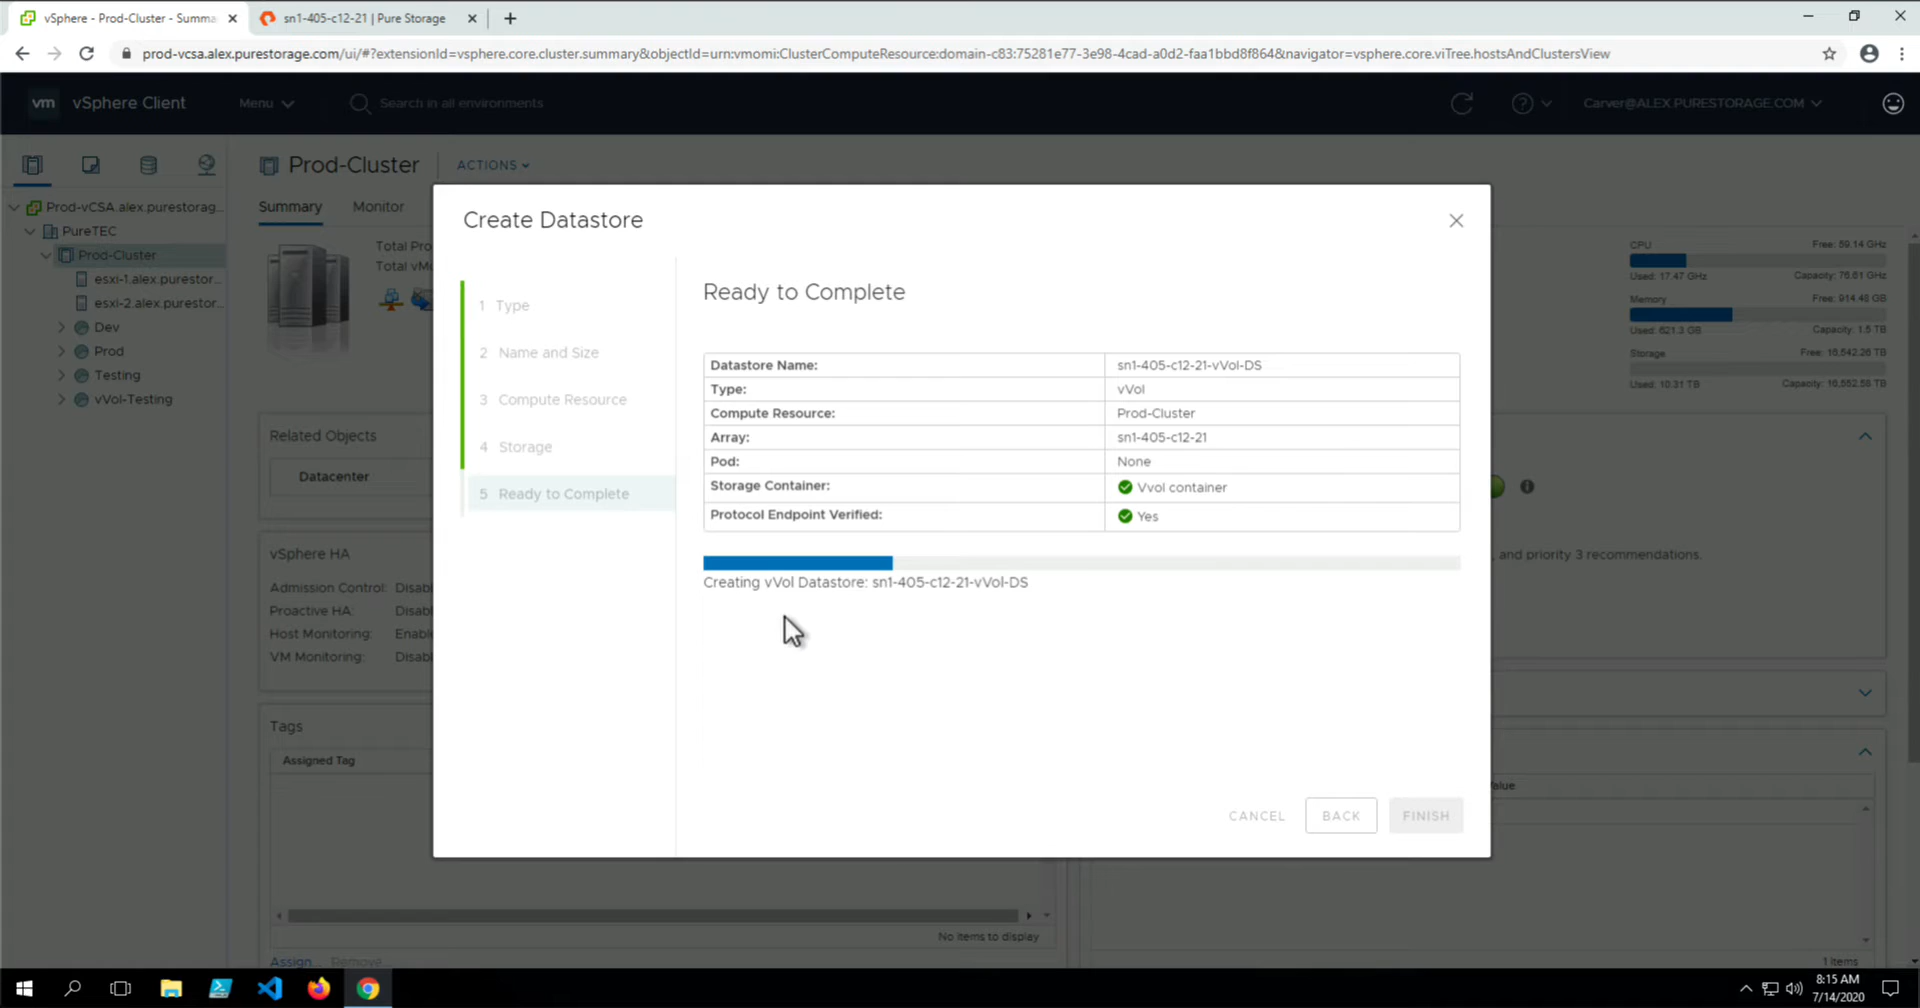 vSphere - Prod-Cluster - Summa
sn1-405-c12-21 | Pure Storage
prod-vcsa.alex.purestorage.com/ui/#?extensionId=vsphere.core.cluster.summary&objectId=urn:vmomi:ClusterComputeResource:domain-c83:75281e77-3e98-4cad-a0d2-faa1bbd8f864&navigator=vsphere.core.viTree.hostsAndClustersView
vm vSphere Client
Menu
Search in all environments
Carver@ALEX.PURESTORAGE.COM
Prod-vCSA.alex.purestorag...
PureTEC
Prod-Cluster
esxi-1.alex.purestor...
esxi-2.alex.purestor...
Dev
Prod
Testing
vVol-Testing
Prod-Cluster
ACTIONS
Summary
Monitor
Total Pro
Total vMo
CPU
Free: 59.14 GHz
Used: 17.47 GHz
Capacity: 76.61 GHz
Memory
Free: 914.48 GB
Used: 621.3 GB
Capacity: 1.5 TB
Storage
Free: 16,542.26 TB
Used: 10.31 TB
Capacity: 16,552.58 TB
Related Objects
Datacenter
vSphere HA
Admission Control: Disabl
Proactive HA: Disabl
Host Monitoring: Enable
VM Monitoring: Disabl
Tags
Assigned Tag
No items to display
Assign...
Remove...
, and priority 3 recommendations.
alue
1 items
Create Datastore
1 Type
2 Name and Size
3 Compute Resource
4 Storage
5 Ready to Complete
Ready to Complete
Datastore Name: sn1-405-c12-21-vVol-DS
Type: vVol
Compute Resource: Prod-Cluster
Array: sn1-405-c12-21
Pod: None
Storage Container: Vvol container
Protocol Endpoint Verified: Yes
Creating vVol Datastore: sn1-405-c12-21-vVol-DS
CANCEL
BACK
FINISH
8:15 AM
7/14/2020